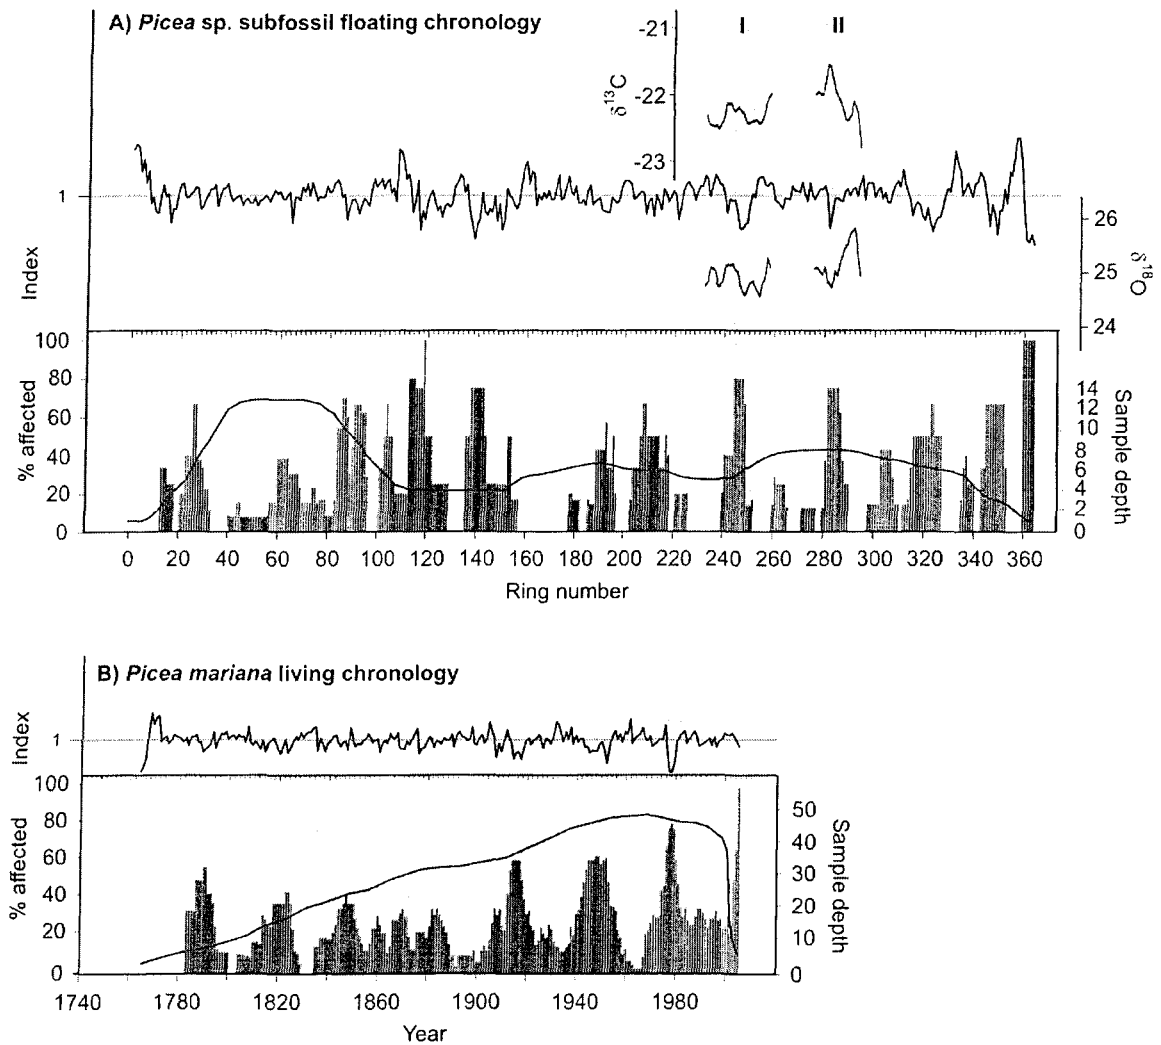 A) Picea sp. subfossil floating chronology
I II
-21
-22
-23
δ13C
1
Index
26
25
24
δ18O
100
80
60
40
20
0
% affected
14
12
10
8
6
4
2
0
Sample depth
0 20 40 60 80 100 120 140 160 180 200 220 240 260 280 300 320 340 360
Ring number
B) Picea mariana living chronology
1
Index
100
80
60
40
20
0
% affected
50
40
30
20
10
0
Sample depth
1740 1780 1820 1860 1900 1940 1980
Year